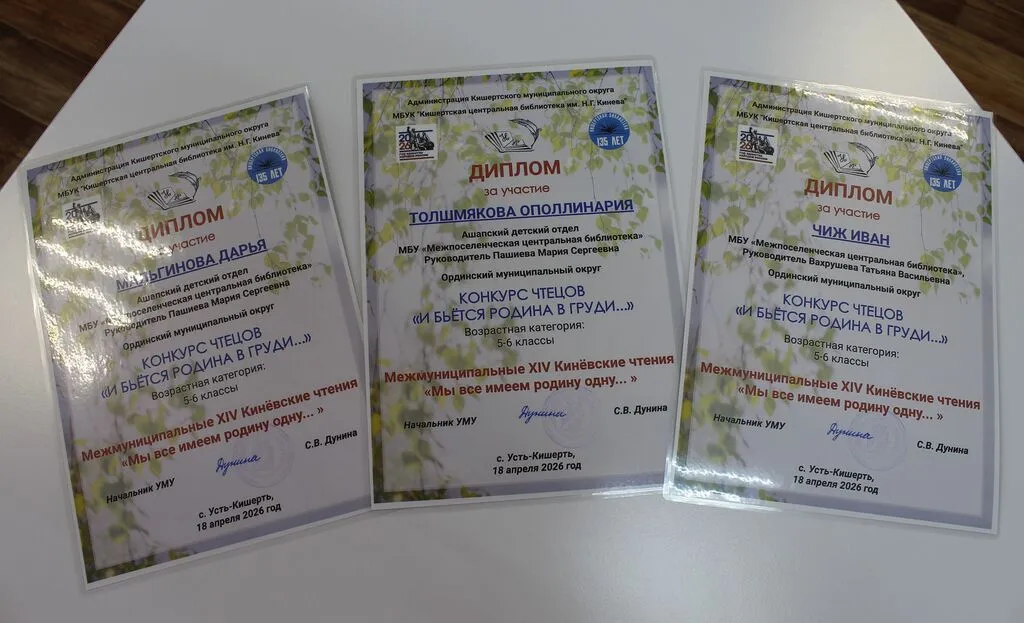 Администрация Кишертского муниципального округа
МБУК "Кишертская центральная библиотека им. Н.Г. Кинева"
135 ЛЕТ
ДИПЛОМ
за участие
МАЛЬГИНОВА ДАРЬЯ
Ашапский детский отдел
МБУ «Межпоселенческая центральная библиотека»
Руководитель Пашиева Мария Сергеевна
Ординский муниципальный округ
КОНКУРС ЧТЕЦОВ
«И БЬЁТСЯ РОДИНА В ГРУДИ...»
Возрастная категория:
5-6 классы
Межмуниципальные XIV Кинёвские чтения
«Мы все имеем родину одну... »
Начальник УМУ
С.В. Дунина
с. Усть-Кишерть,
18 апреля 2026 год
Администрация Кишертского муниципального округа
МБУК "Кишертская центральная библиотека им. Н.Г. Кинева"
135 ЛЕТ
ДИПЛОМ
за участие
ТОЛШМЯКОВА ОПОЛЛИНАРИЯ
Ашапский детский отдел
МБУ «Межпоселенческая центральная библиотека»
Руководитель Пашиева Мария Сергеевна
Ординский муниципальный округ
КОНКУРС ЧТЕЦОВ
«И БЬЁТСЯ РОДИНА В ГРУДИ...»
Возрастная категория:
5-6 классы
Межмуниципальные XIV Кинёвские чтения
«Мы все имеем родину одну... »
Начальник УМУ
С.В. Дунина
с. Усть-Кишерть,
18 апреля 2026 год
Администрация Кишертского муниципального округа
МБУК "Кишертская центральная библиотека им. Н.Г. Кинева"
135 ЛЕТ
ДИПЛОМ
за участие
ЧИЖ ИВАН
МБУ «Межпоселенческая центральная библиотека»,
Руководитель Вахрушева Татьяна Васильевна
Ординский муниципальный округ
КОНКУРС ЧТЕЦОВ
«И БЬЁТСЯ РОДИНА В ГРУДИ...»
Возрастная категория:
5-6 классы
Межмуниципальные XIV Кинёвские чтения
«Мы все имеем родину одну... »
Начальник УМУ
С.В. Дунина
с. Усть-Кишерть,
18 апреля 2026 год